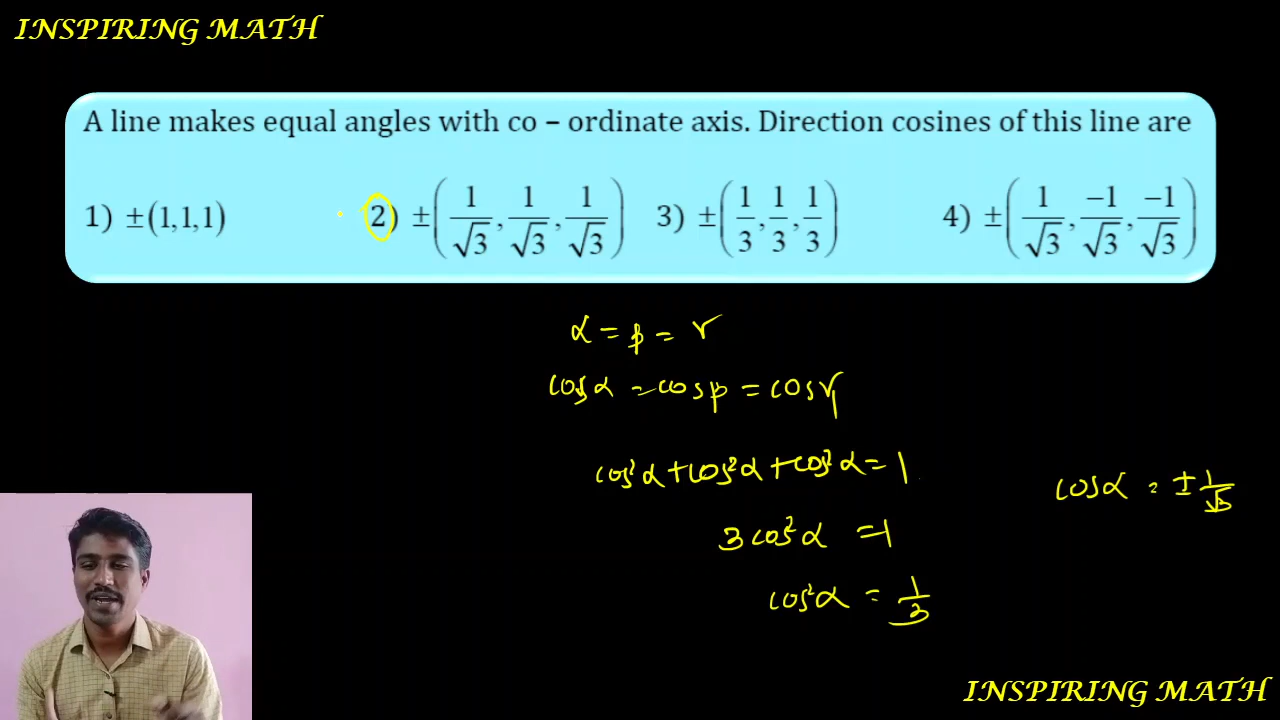 INSPIRING MATH
A line makes equal angles with co – ordinate axis. Direction cosines of this line are
1) ±(1,1,1) 2) ±(1/√3, 1/√3, 1/√3) 3) ±(1/3, 1/3, 1/3) 4) ±(1/√3, -1/√3, -1/√3)
α = β = γ
cosα = cosβ = cosγ
cos²α + cos²α + cos²α = 1
cosα = ± 1/√3
3 cos²α = 1
cos²α = 1/3
INSPIRING MATH